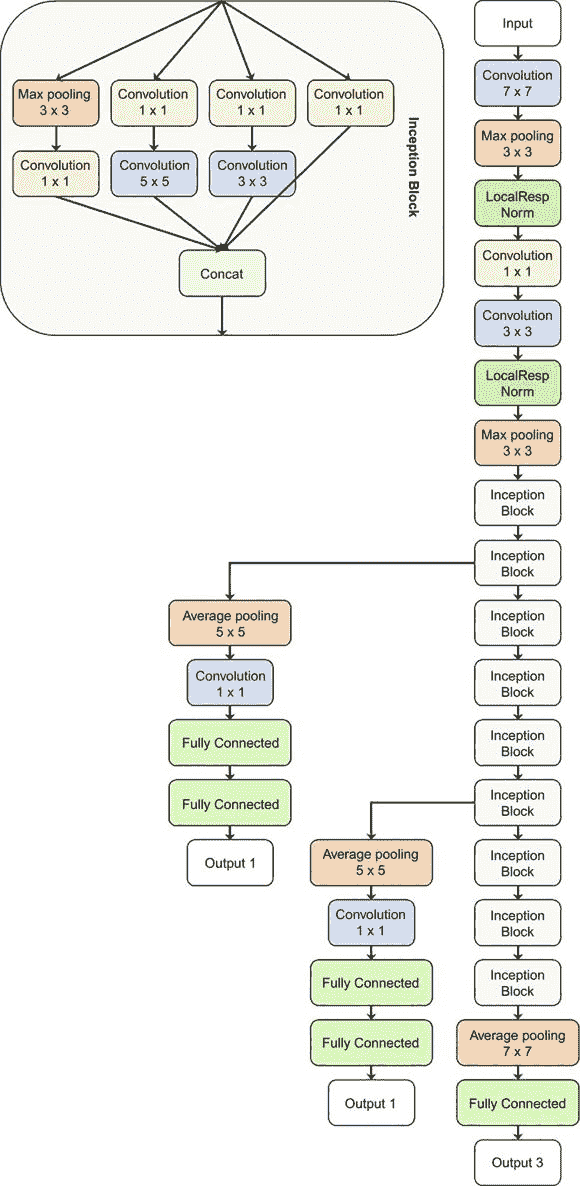 Max pooling
3 x 3
Convolution
1 x 1
Convolution
1 x 1
Convolution
1 x 1
Convolution
1 x 1
Convolution
5 x 5
Convolution
3 x 3
Concat
Inception Block
Input
Convolution
7 x 7
Max pooling
3 x 3
LocalResp
Norm
Convolution
1 x 1
Convolution
3 x 3
LocalResp
Norm
Max pooling
3 x 3
Inception
Block
Inception
Block
Inception
Block
Inception
Block
Inception
Block
Inception
Block
Inception
Block
Inception
Block
Inception
Block
Average pooling
7 x 7
Fully Connected
Output 3
Average pooling
5 x 5
Convolution
1 x 1
Fully Connected
Fully Connected
Output 1
Average pooling
5 x 5
Convolution
1 x 1
Fully Connected
Fully Connected
Output 1